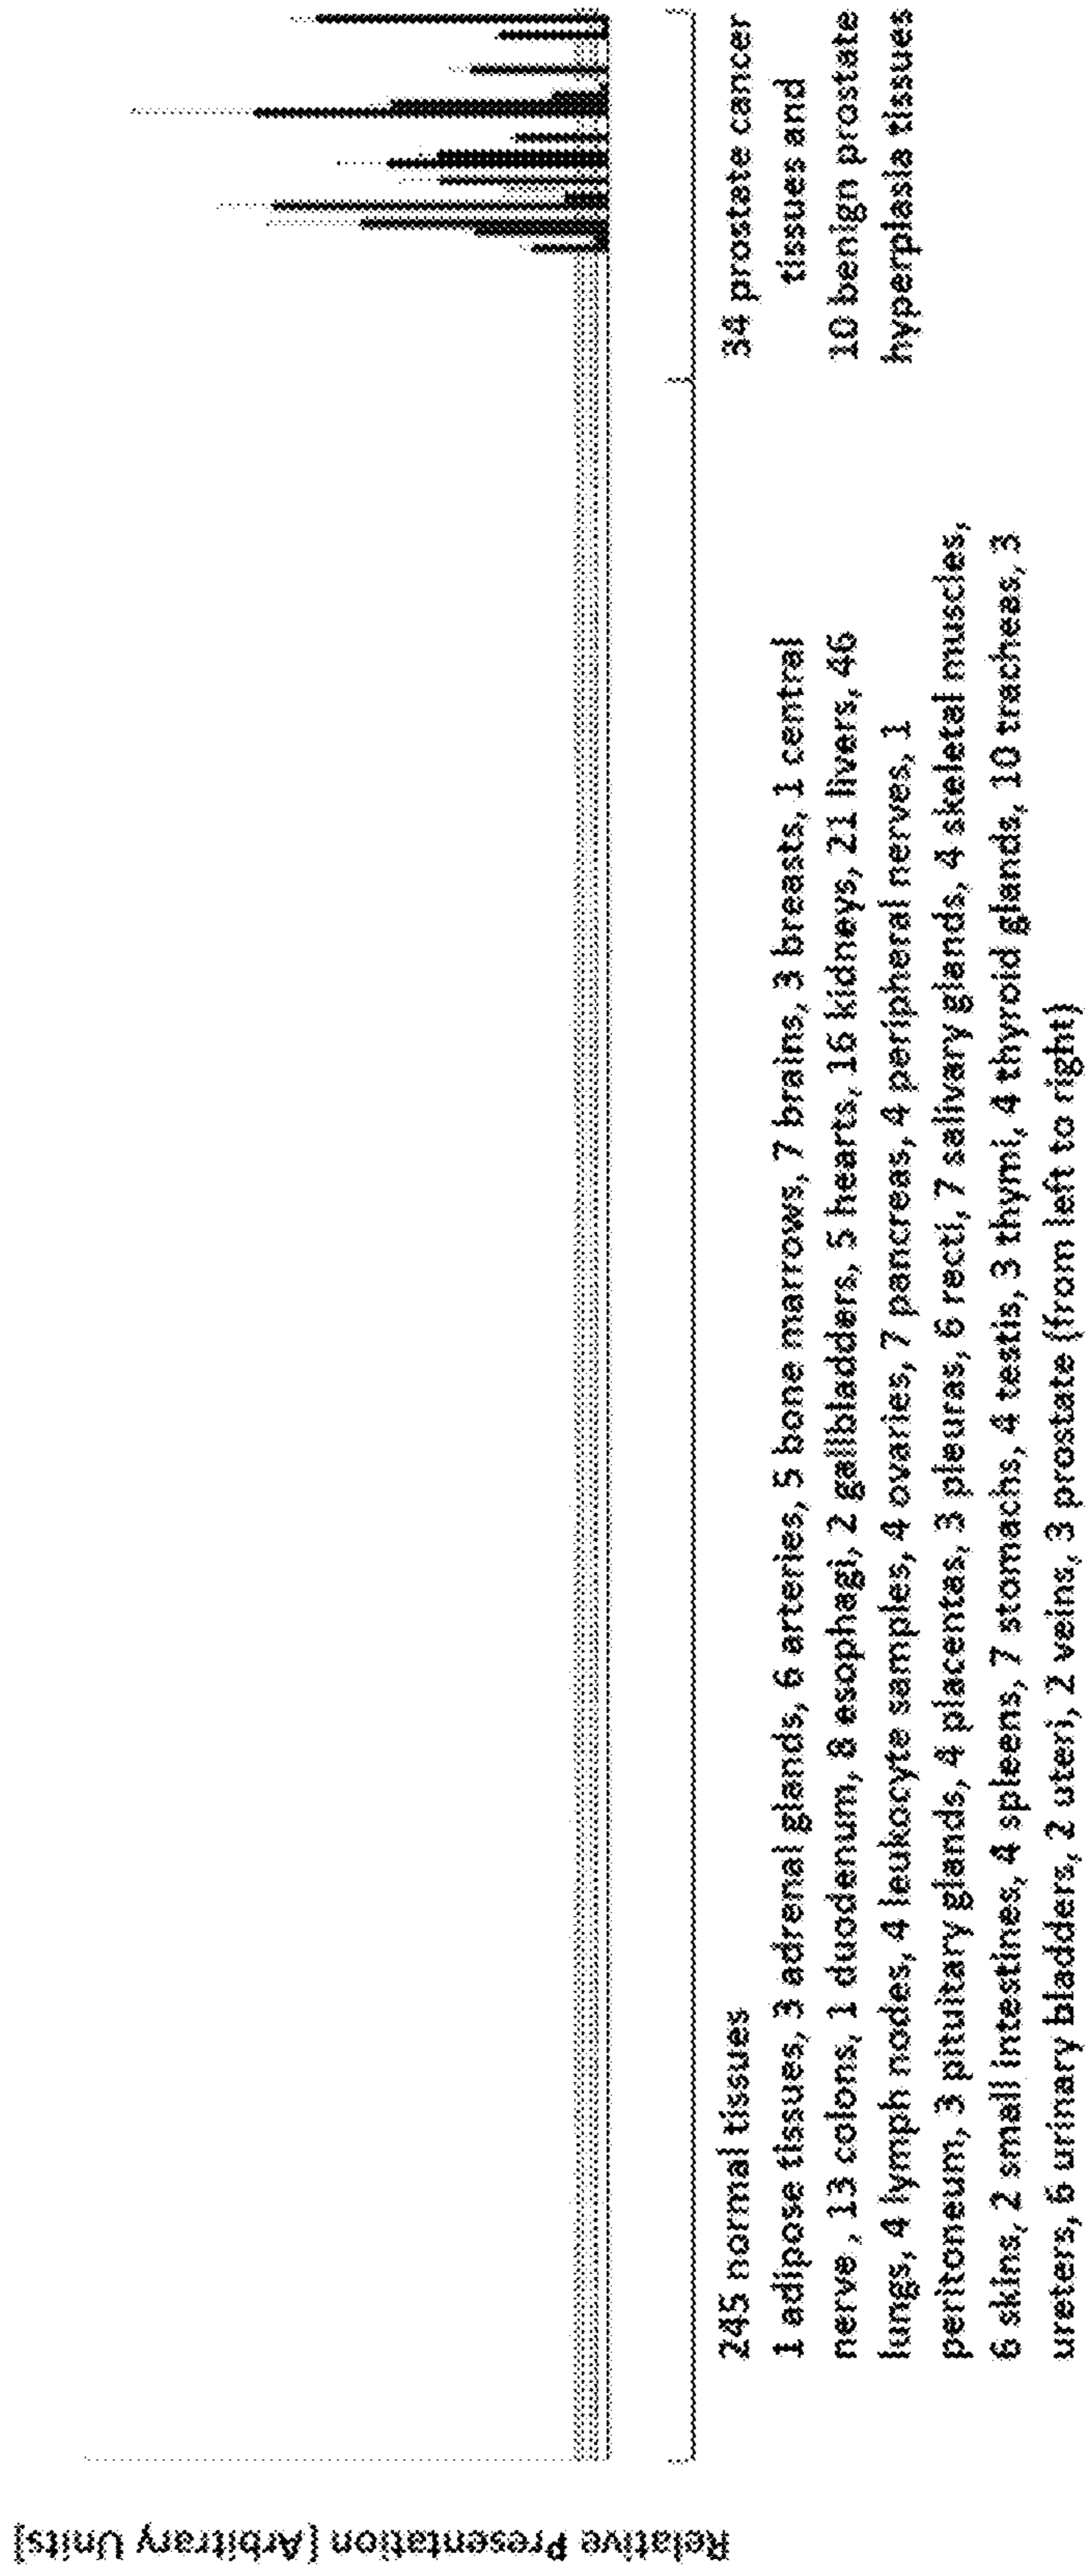 Relative Presentation [Arbitrary Units]
245 normal tissues
1 adipose tissues, 3 adrenal glands, 6 arteries, 5 bone marrows, 7 brains, 3 breasts, 1 central
nerve , 13 colons, 1 duodenum, 8 esophagi, 2 gallbladders, 5 hearts, 16 kidneys, 21 livers, 46
lungs, 4 lymph nodes, 4 leukocyte samples, 4 ovaries, 7 pancreas, 4 peripheral nerves, 1
peritoneum, 3 pituitary glands, 4 placentas, 3 pleuras, 6 recti, 7 salivary glands, 4 skeletal muscles,
6 skins, 2 small intestines, 4 spleens, 7 stomachs, 4 testis, 3 thymi, 4 thyroid glands, 10 tracheas, 3
ureters, 6 urinary bladders, 2 uteri, 2 veins, 3 prostate (from left to right)
34 prostate cancer
tissues and
10 benign prostate
hyperplasia tissues